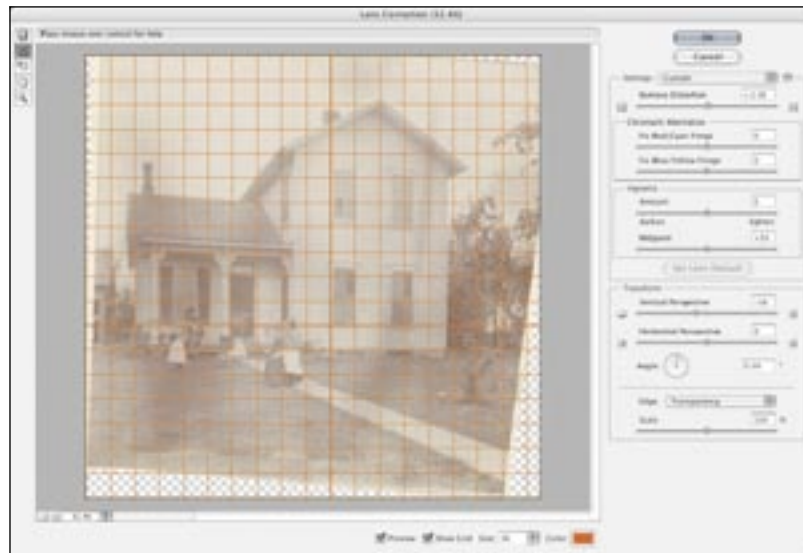 Lens Correction
OK
Cancel
Settings: Custom
Remove Distortion
Chromatic Aberration
Fix Red/Cyan Fringe
Fix Blue/Yellow Fringe
Vignette
Amount
darken lighten
Midpoint
Set Lens Default
Transform
Vertical Perspective
Horizontal Perspective
Angle:
Edge: Transparency
Scale
Preview Show Grid Size: Color: